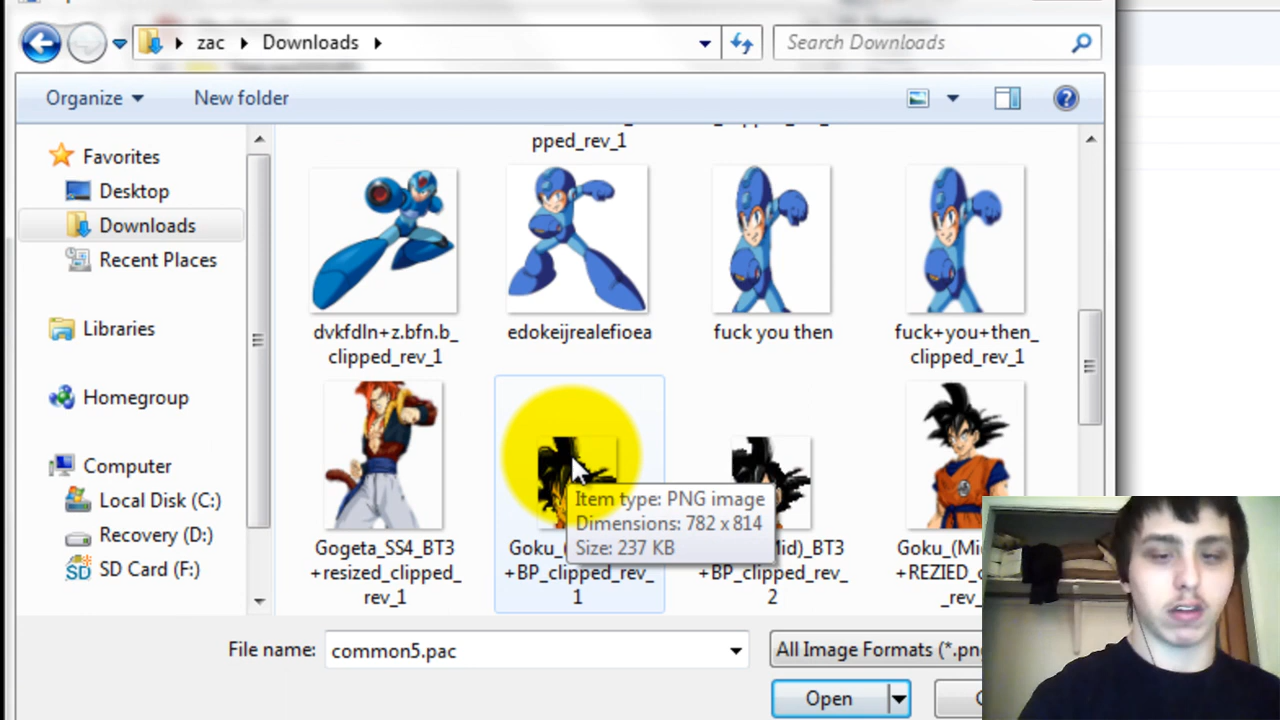 zac Downloads
Search Downloads
Organize New folder
pped_rev_1
Favorites
Desktop
Downloads
Recent Places
Libraries
Homegroup
Computer
Local Disk (C:)
Recovery (D:)
SD Card (F:)
dvkfdln+z.bfn.b_
clipped_rev_1
edokeijrealefioea
fuck you then
fuck+you+then_
clipped_rev_1
Item type: PNG image
Dimensions: 782 x 814
Size: 237 KB
Gogeta_SS4_BT3
+resized_clipped_
rev_1
Goku_
+BP_clipped_rev_
1
Mid)_BT3
+BP_clipped_rev_
2
Goku_(Mi
+REZIED_
_rev_
File name: common5.pac
All Image Formats (*.pn
Open